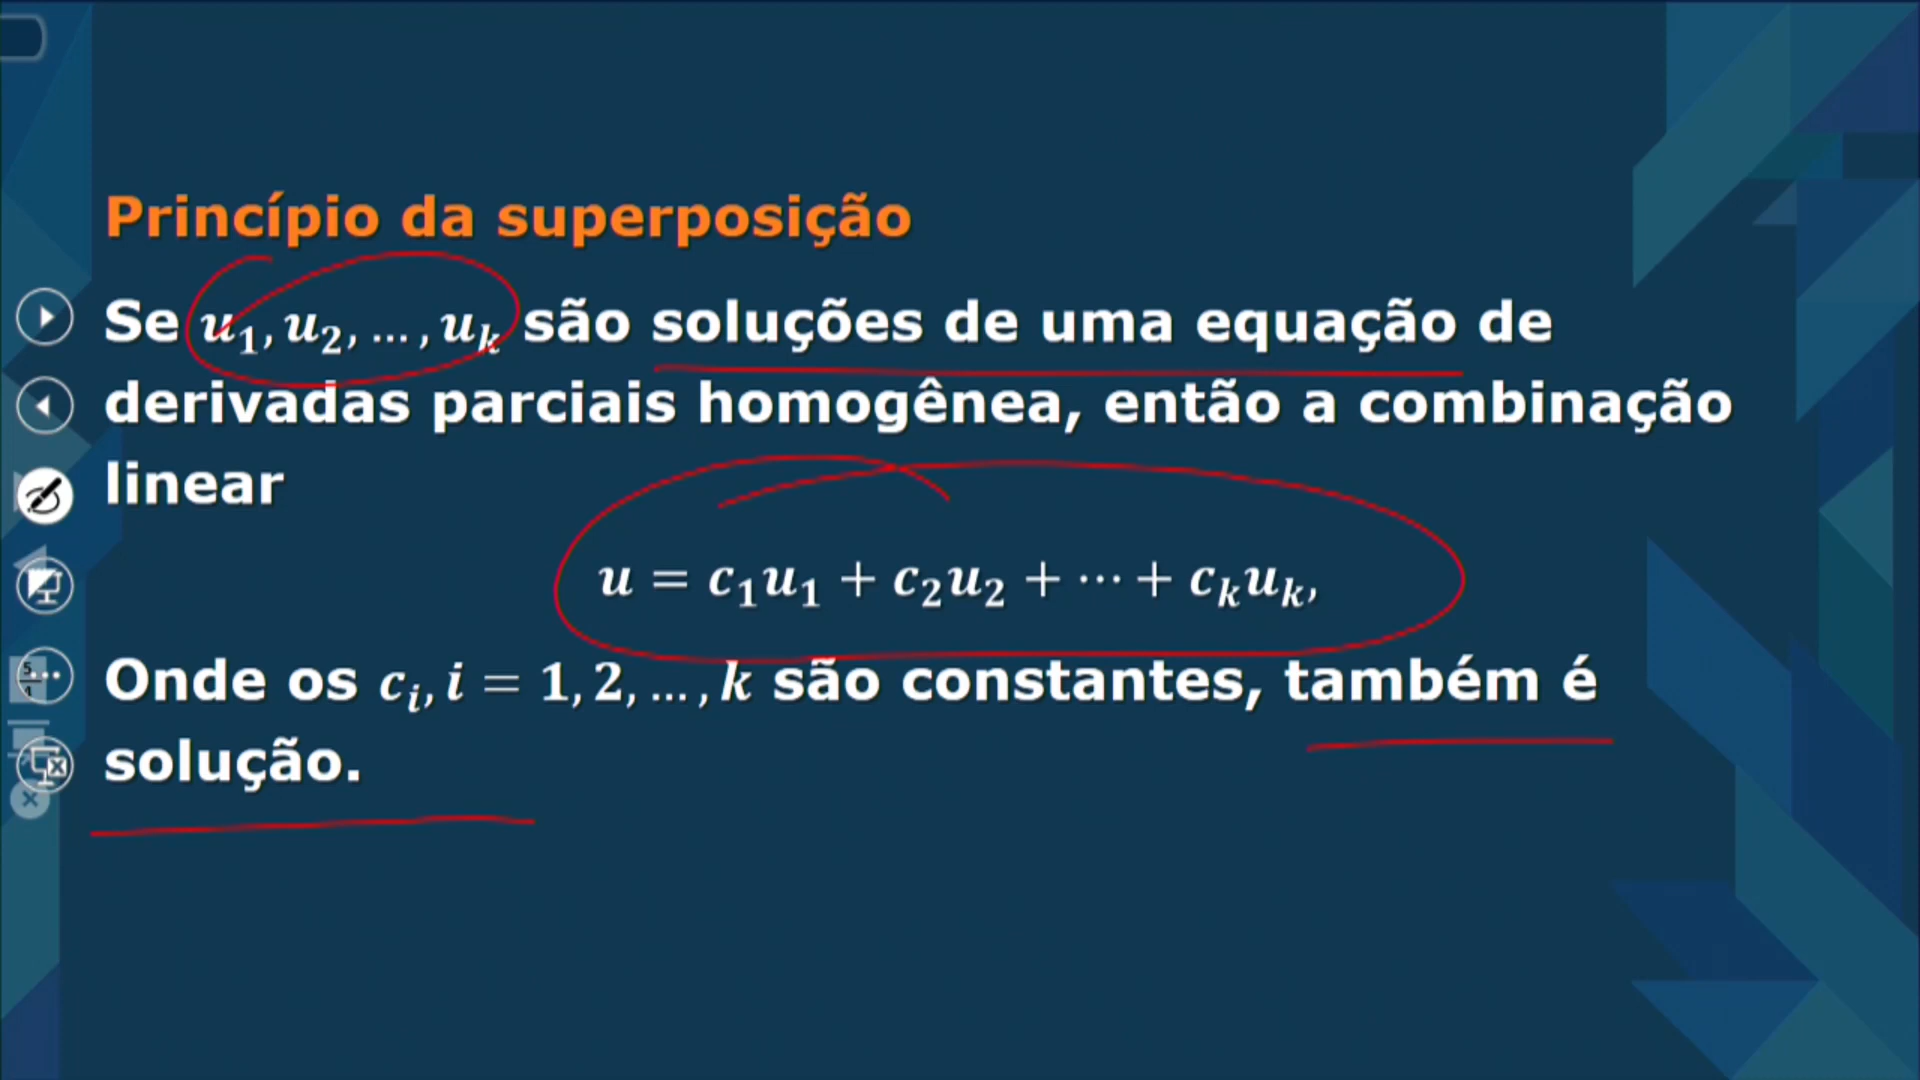 Princípio da superposição
Se u₁, u₂, ..., uₖ são soluções de uma equação de
derivadas parciais homogênea, então a combinação
linear
u = c₁u₁ + c₂u₂ + ⋯ + cₖuₖ,
Onde os cᵢ, i = 1, 2, ..., k são constantes, também é
solução.